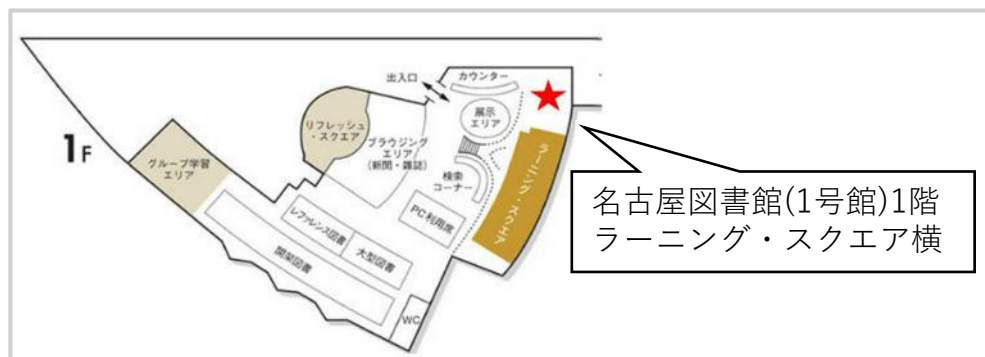 1F
出入口
カウンター
展示
エリア
リフレッシュ
・スクエア
ブラウジング
エリア
(新聞・雑誌)
検索
コーナー
ラーニング・スクエア
グループ学習
エリア
PC利用席
レファレンス図書
大型図書
開架図書
WC
名古屋図書館(1号館)1階
ラーニング・スクエア横